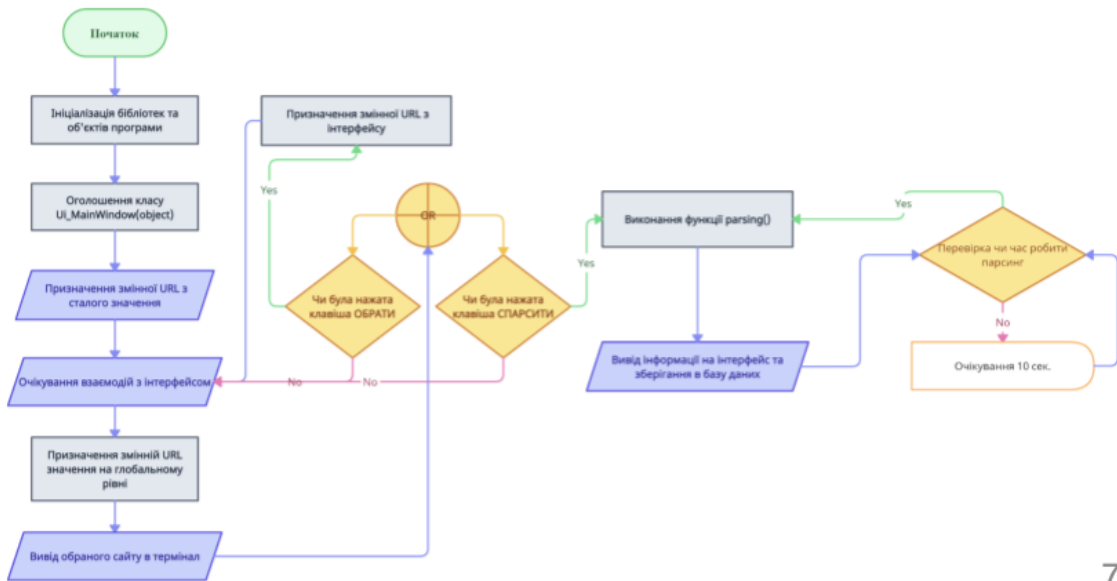 Початок
Ініціалізація бібліотек та
об'єктів програми
Оголошення класу
Ui_MainWindow(object)
Призначення змінної URL з
сталого значення
Очікування взаємодій з інтерфейсом
Призначення змінній URL
значення на глобальному
рівні
Вивід обраного сайту в термінал
Призначення змінної URL з
інтерфейсу
Yes
OR
Чи була нажата
клавіша ОБРАТИ
Чи була нажата
клавіша СПАРСИТИ
No
No
Yes
Виконання функції parsing()
Вивід інформації на інтерфейс та
зберігання в базу даних
Yes
Перевірка чи час робити
парсинг
No
Очікування 10 сек.
7